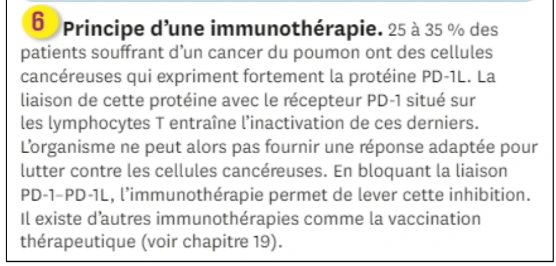 6 Principe d'une immunothérapie. 25 à 35 % des
patients souffrant d'un cancer du poumon ont des cellules
cancéreuses qui expriment fortement la protéine PD-1L. La
liaison de cette protéine avec le récepteur PD-1 situé sur
les lymphocytes T entraîne l'inactivation de ces derniers.
L'organisme ne peut alors pas fournir une réponse adaptée pour
lutter contre les cellules cancéreuses. En bloquant la liaison
PD-1–PD-1L, l'immunothérapie permet de lever cette inhibition.
Il existe d'autres immunothérapies comme la vaccination
thérapeutique (voir chapitre 19).